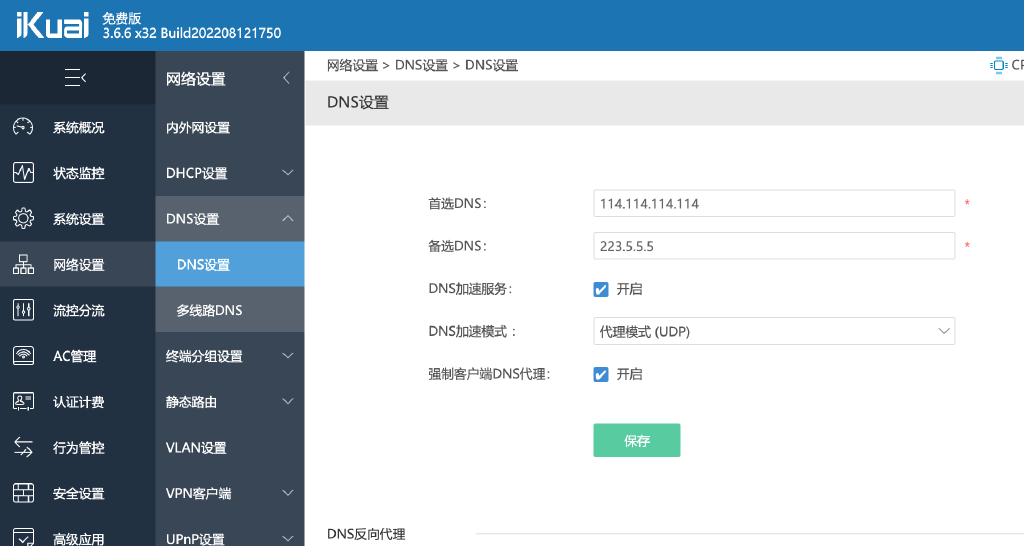 iKuai 免费版
3.6.6 x32 Build202208121750
网络设置 > DNS设置 > DNS设置
DNS设置
系统概况
状态监控
系统设置
网络设置
流控分流
AC管理
认证计费
行为管控
安全设置
高级应用
网络设置
内外网设置
DHCP设置
DNS设置
DNS设置
多线路DNS
终端分组设置
静态路由
VLAN设置
VPN客户端
UPnP设置
首选DNS: 114.114.114.114 *
备选DNS: 223.5.5.5 *
DNS加速服务: 开启
DNS加速模式: 代理模式 (UDP)
强制客户端DNS代理: 开启
保存
DNS反向代理